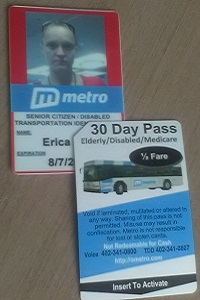 metro
SENIOR CITIZEN / DISABLED
TRANSPORTATION
NAME:
Erica
EXPIRATION
8/7/2
30 Day Pass
Elderly/Disabled/Medicare
½ Fare
Void if laminated, mutilated or altered in
any way. Sharing of this pass is not
permitted. Misuse may result in
confiscation. Metro is not responsible
for lost or stolen cards.
Not Redeemable for Cash
Voice 402-341-0800 TDD 402-341-0807
http://ometro.com
Insert To Activate